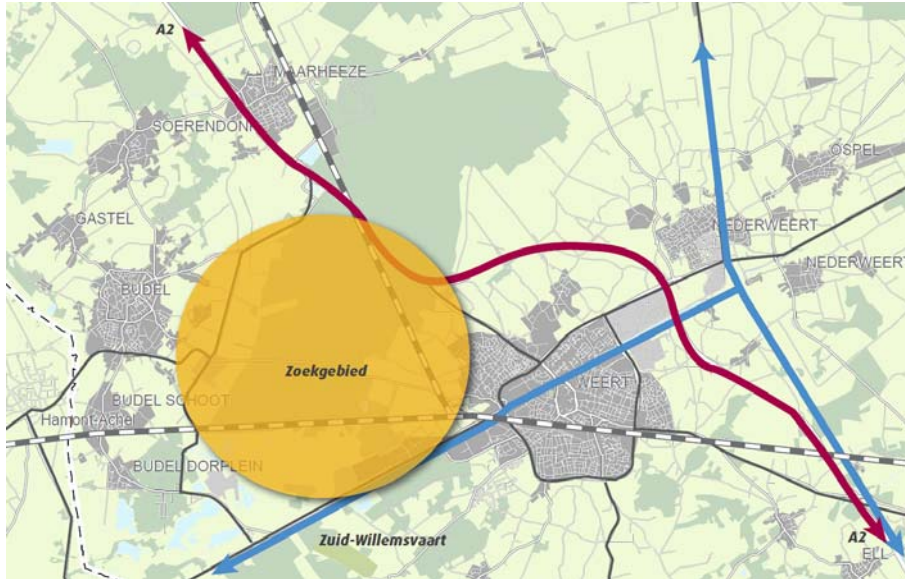 A2
MAARHEEZE
SOERENDONK
OSPEL
GASTEL
NEDERWEERT
NEDERWEERT
BUDEL
Zoekgebied
WEERT
BUDEL SCHOOT
Hamont-Achel
BUDEL DORPLEIN
Zuid-Willemsvaart
A2
ELL